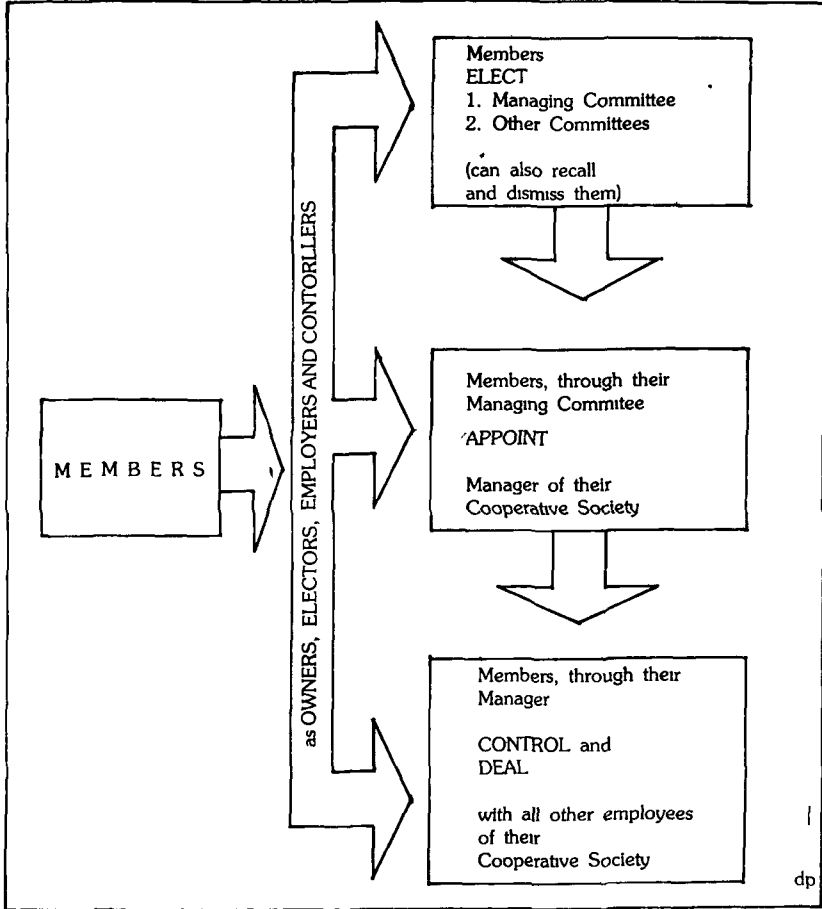 MEMBERS
as OWNERS, ELECTORS, EMPLOYERS AND CONTORLLERS
Members
ELECT
1. Managing Committee
2. Other Committees
(can also recall
and dismiss them)
Members, through their
Managing Commitee
APPOINT
Manager of their
Cooperative Society
Members, through their
Manager
CONTROL and
DEAL
with all other employees
of their
Cooperative Society
dp